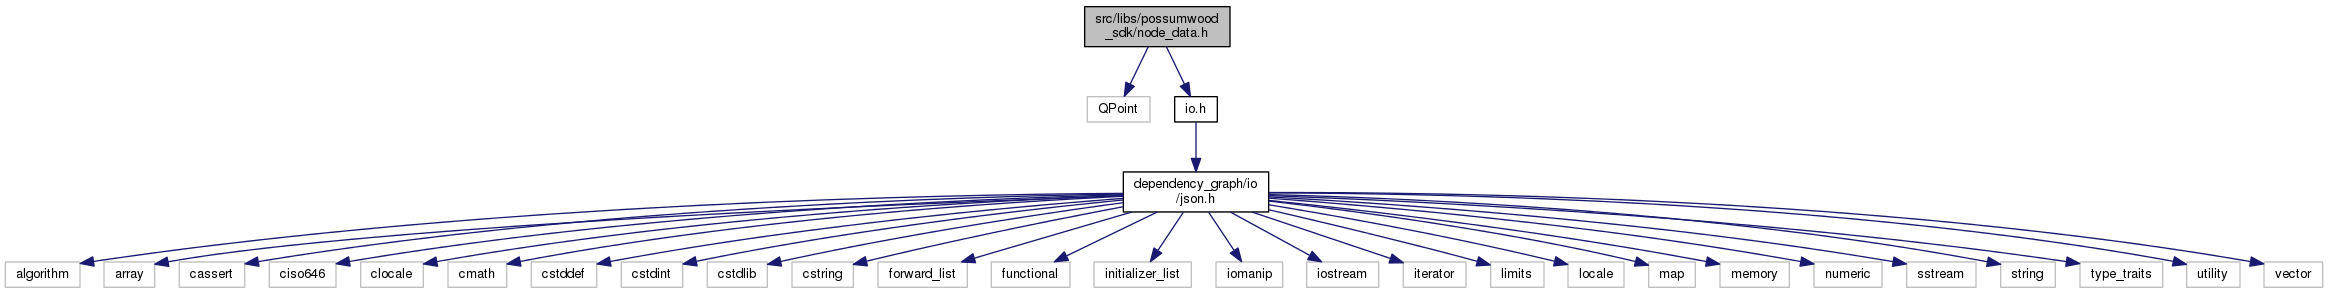 src/libs/possumwood
_sdk/node_data.h
QPoint
io.h
dependency_graph/io
/json.h
algorithm
array
cassert
ciso646
clocale
cmath
cstddef
cstdint
cstdlib
cstring
forward_list
functional
initializer_list
iomanip
iostream
iterator
limits
locale
map
memory
numeric
sstream
string
type_traits
utility
vector